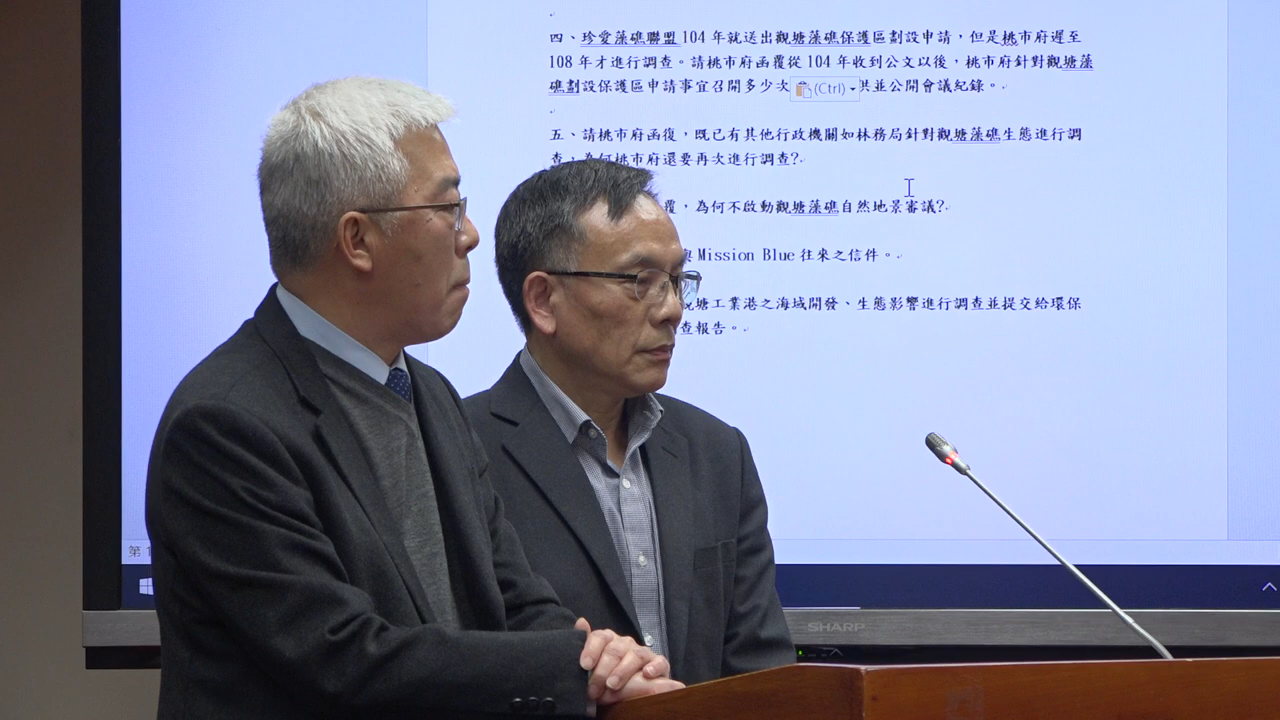 四、珍愛藻礁聯盟 104 年就送出觀塘藻礁保護區劃設申請，但是桃市府遲至
108 年才進行調查。請桃市府函覆從 104 年收到公文以後，桃市府針對觀塘藻
礁劃設保護區申請事宜召開多少次 (Ctrl) 供並公開會議紀錄。
五、請桃市府函復，既已有其他行政機關如林務局針對觀塘藻礁生態進行調
查，為何桃市府還要再次進行調查?
覆，為何不啟動觀塘藻礁自然地景審議?
與 Mission Blue 往來之信件。
觀塘工業港之海域開發、生態影響進行調查並提交給環保
查報告。
第 1
SHARP